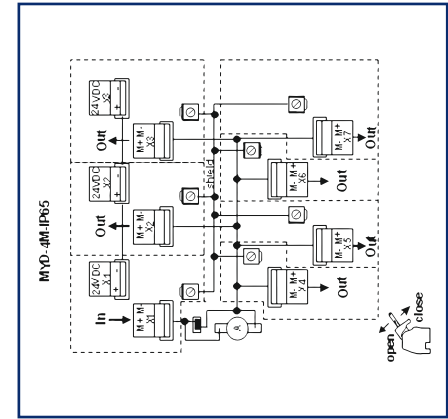 MYD-4M-IP65
24VDC
X3
+ -
24VDC
X2
+ -
24VDC
X1
+ -
Out
M+ M-
X3
Out
M+ M-
X2
In
M+ M-
X1
shield
A
M- M+
X7
Out
M- M+
X6
Out
M- M+
X5
Out
M- M+
X4
Out
open
close